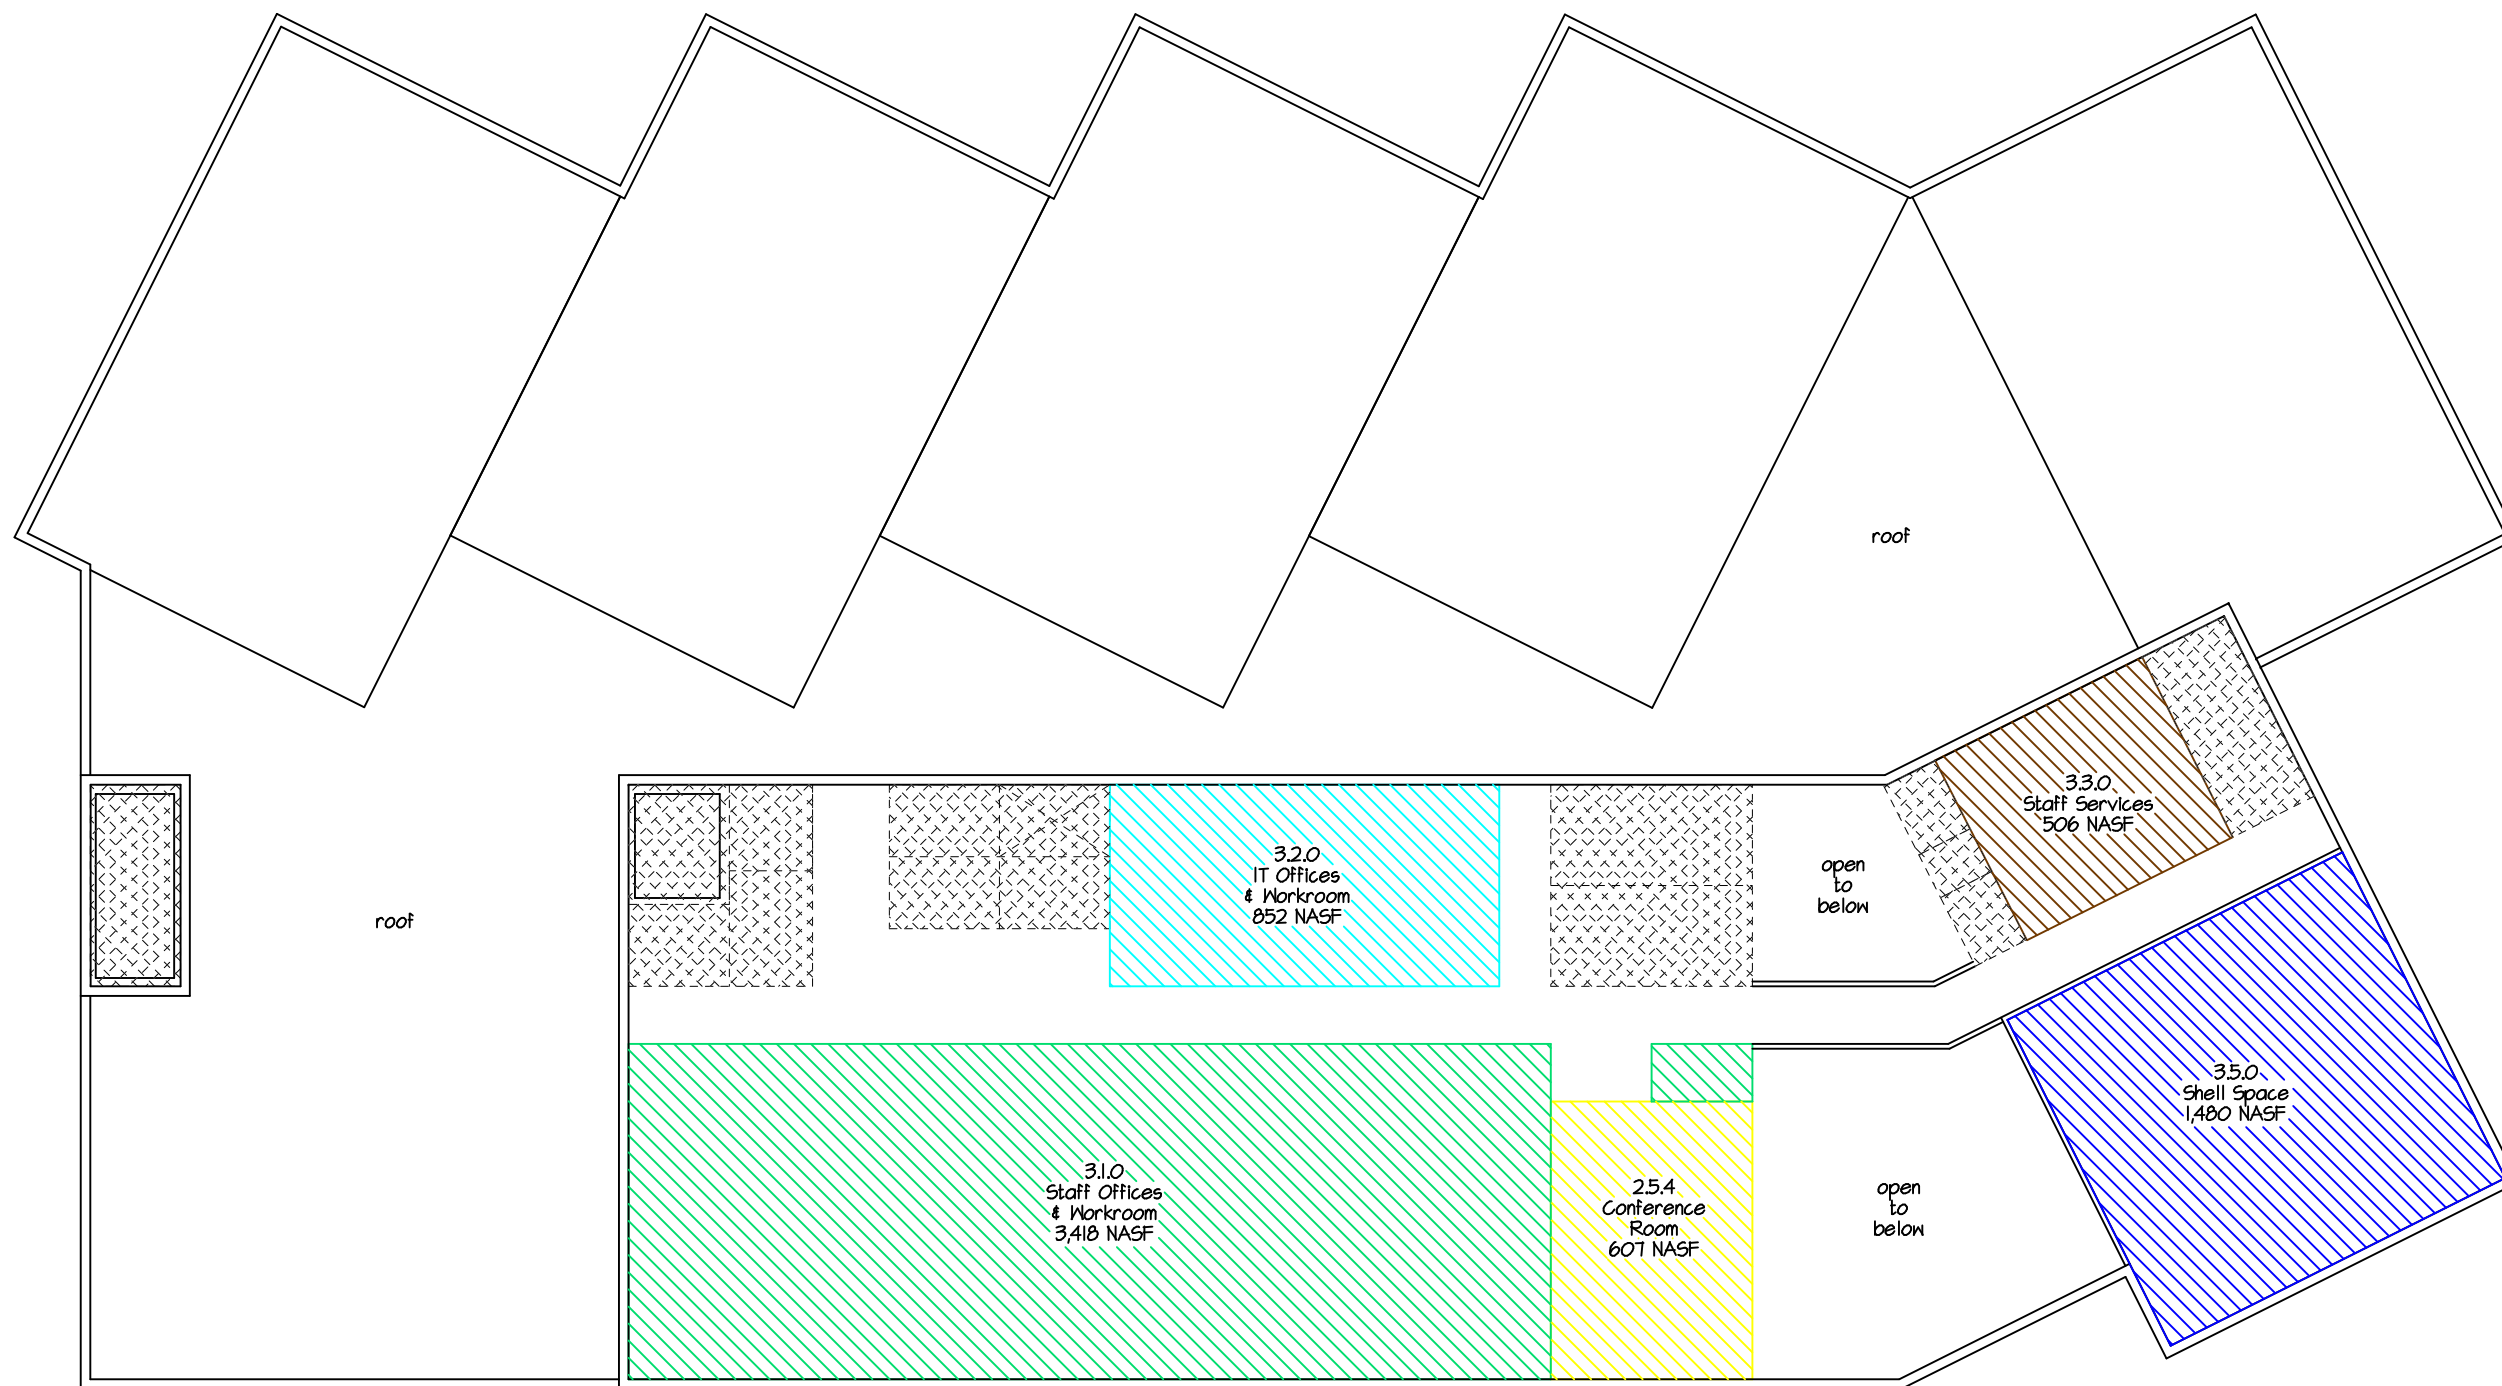 roof
3.3.0
Staff Services
506 NASF
3.2.0
IT Offices
& Workroom
852 NASF
open
to
below
roof
3.5.0
Shell Space
1,480 NASF
3.1.0
Staff Offices
& Workroom
3,418 NASF
2.5.4
Conference
Room
607 NASF
open
to
below